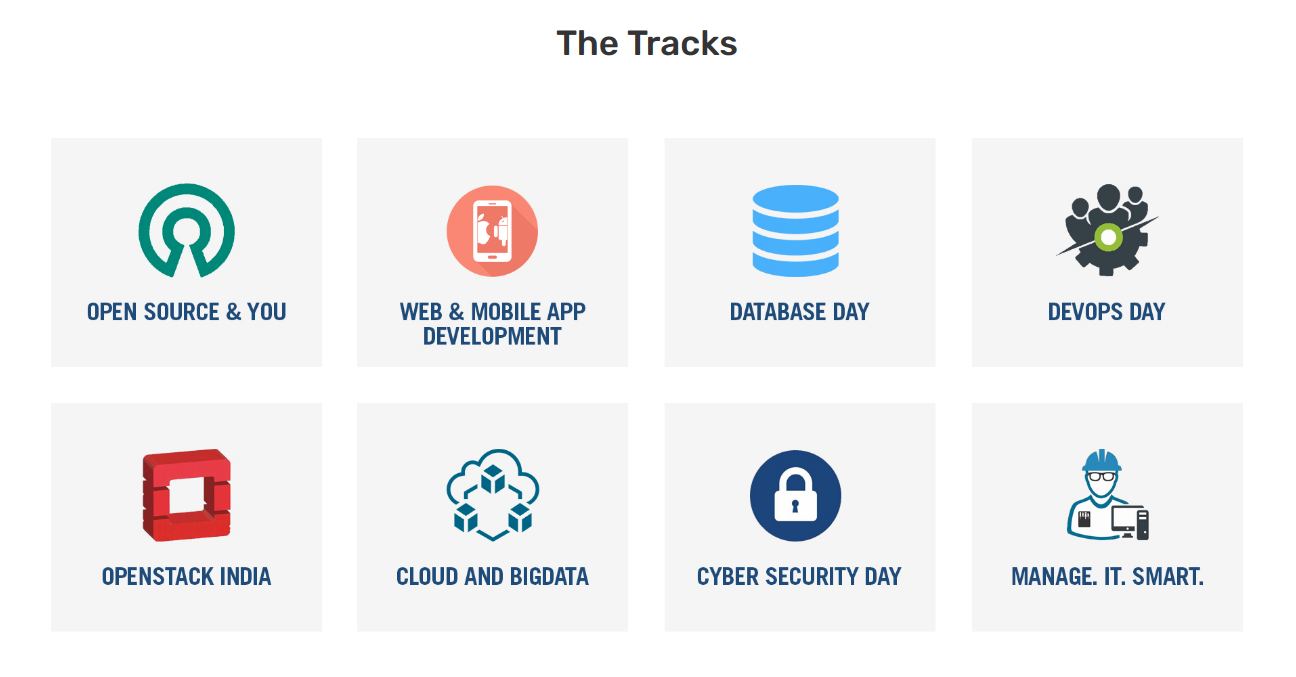 The Tracks
OPEN SOURCE & YOU
WEB & MOBILE APP
DEVELOPMENT
DATABASE DAY
DEVOPS DAY
OPENSTACK INDIA
CLOUD AND BIGDATA
CYBER SECURITY DAY
MANAGE. IT. SMART.